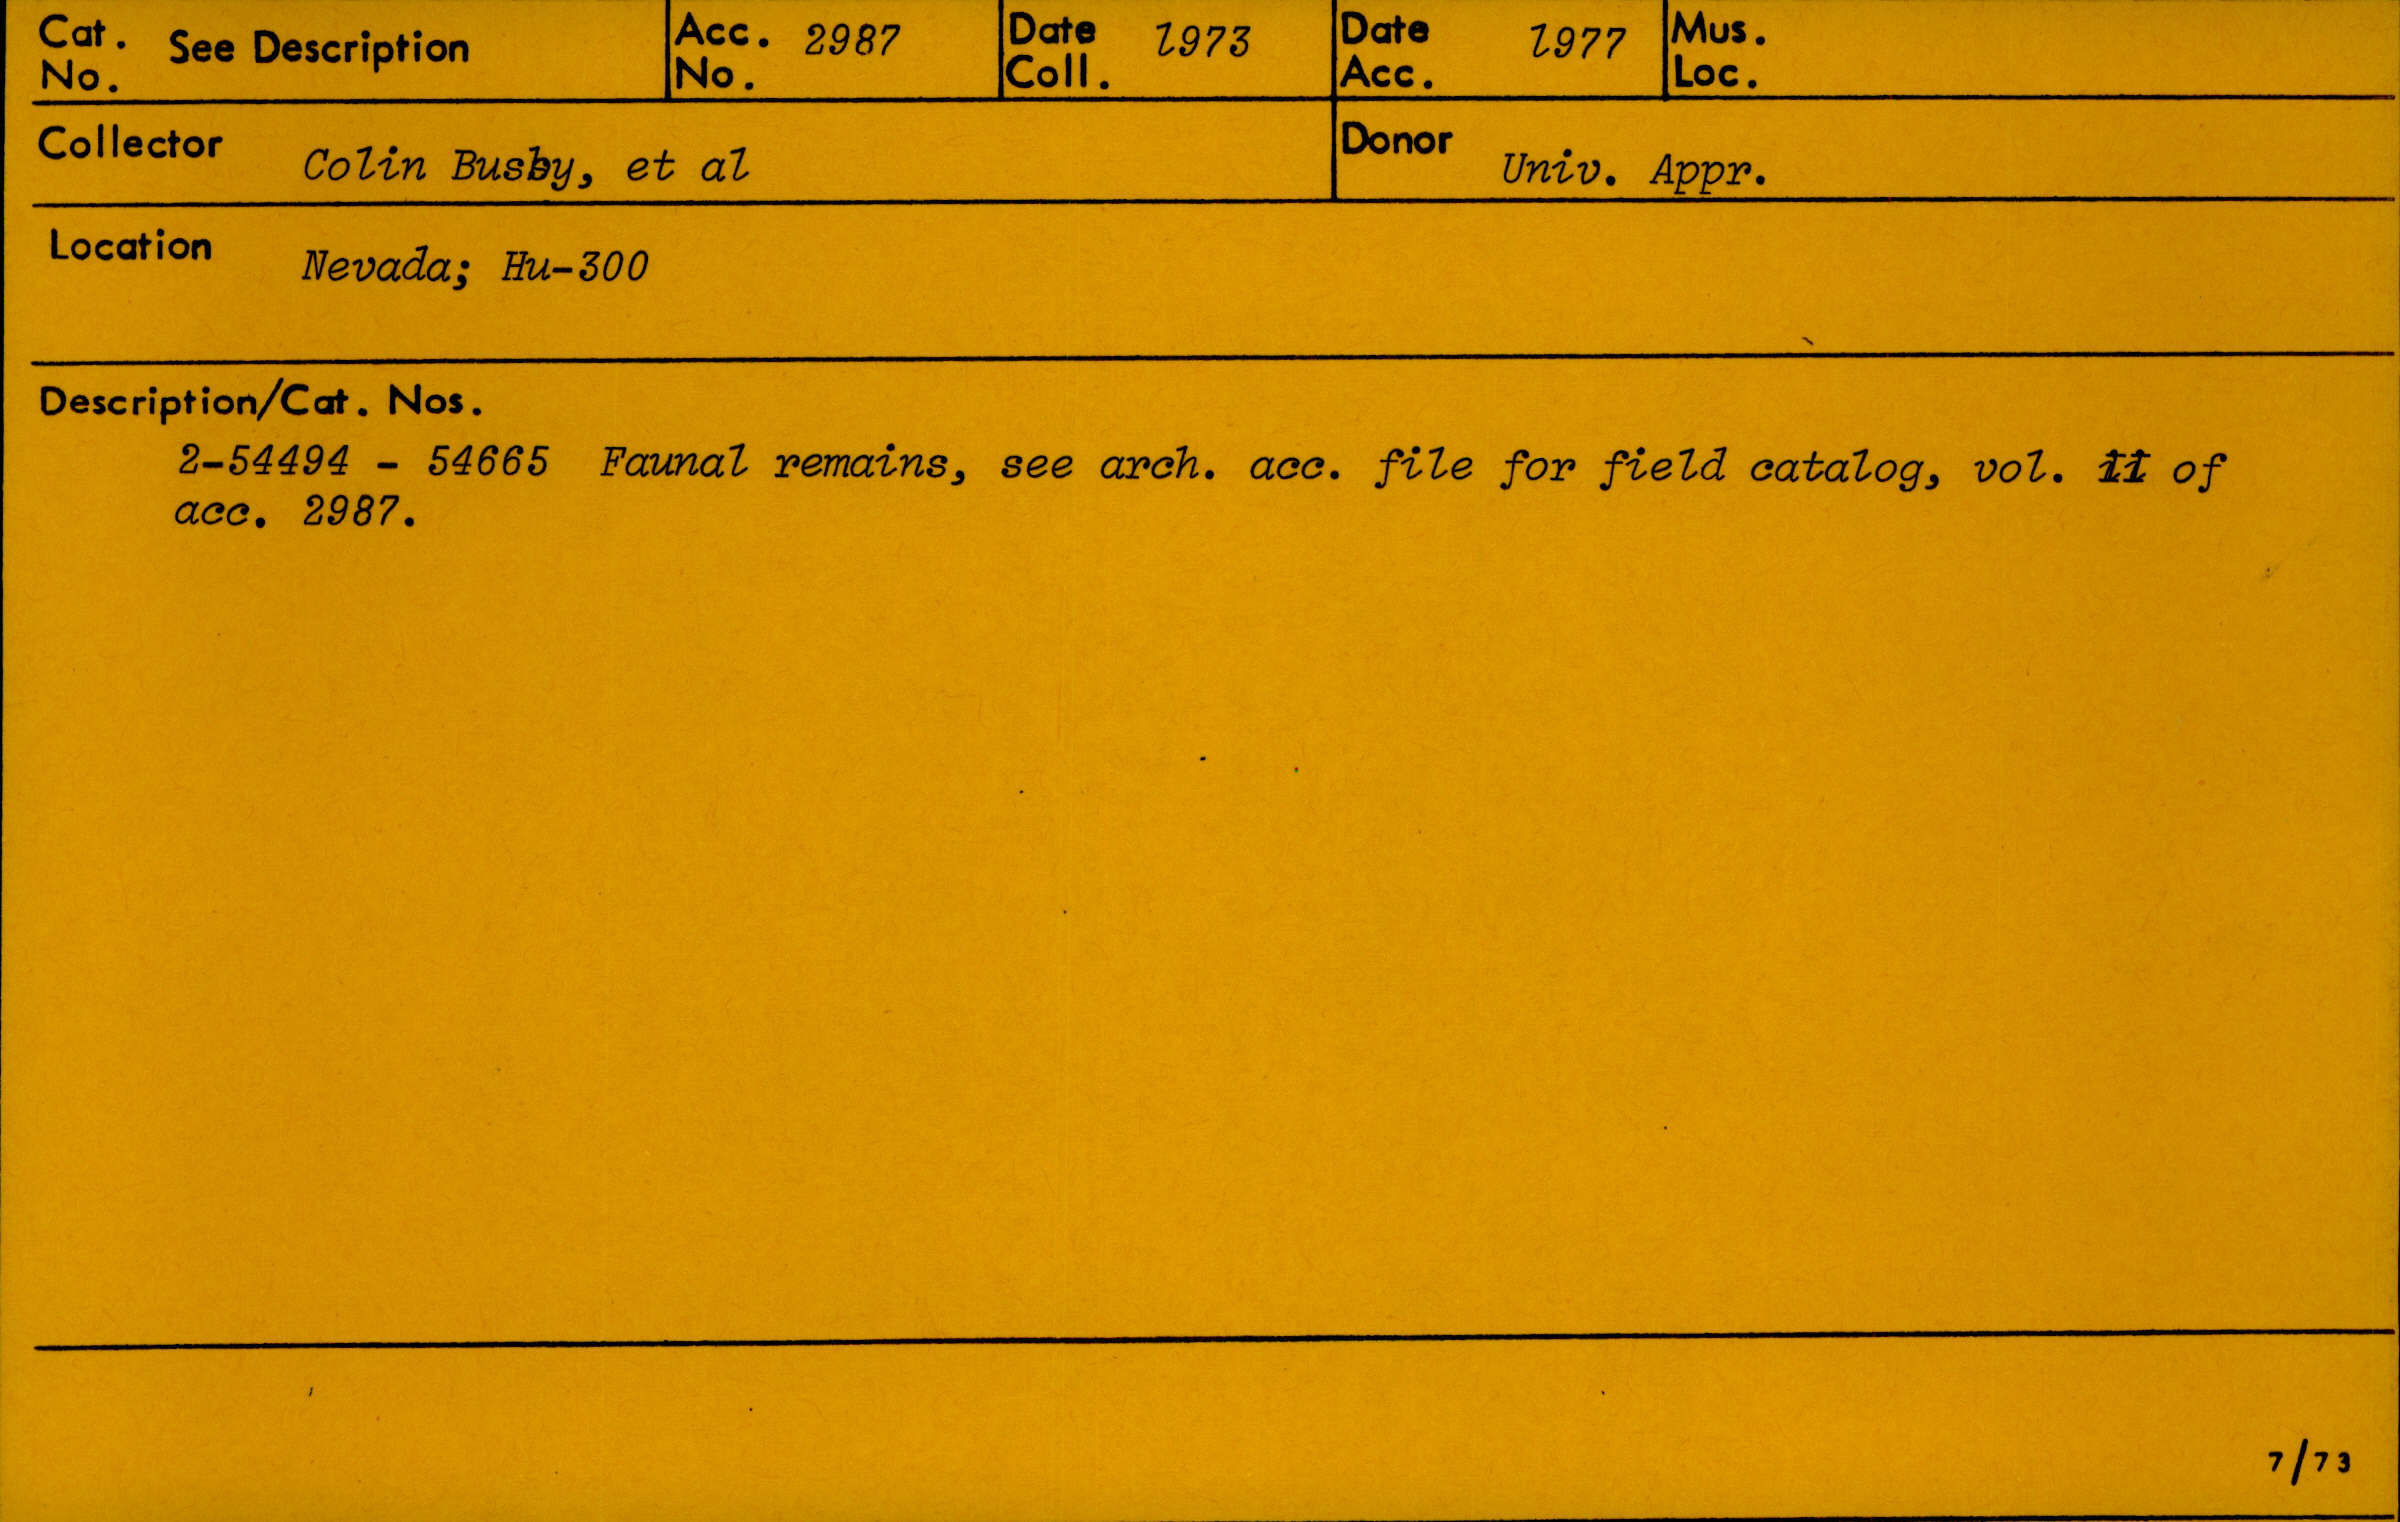 Cat. No. See Description
Acc. No. 2987
Date Coll. 1973
Date Acc. 1977
Mus. Loc.
Collector Colin Busby, et al
Donor Univ. Appr.
Location Nevada; Hu-300
Description/Cat. Nos.
2-54494 - 54665 Faunal remains, see arch. acc. file for field catalog, vol. II of
acc. 2987.
7/73